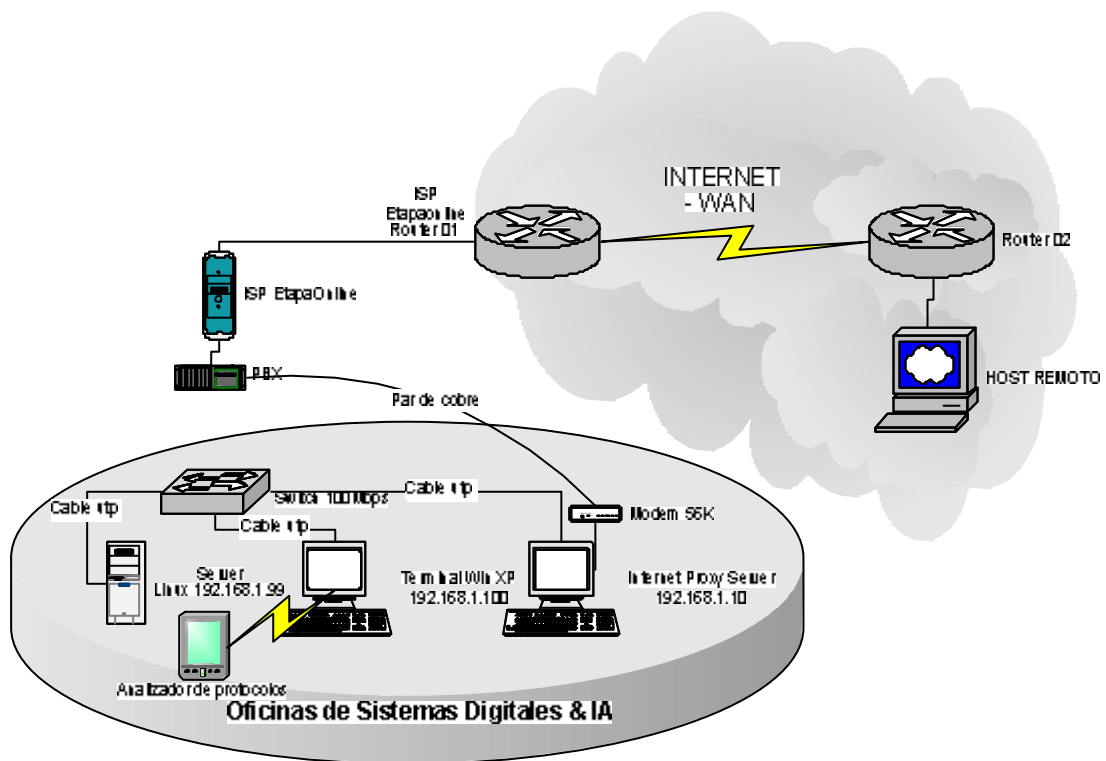 INTERNET
- WAN
ISP
Etapaonline
Router 01
Router 02
ISP EtapaOnline
PBX
HOST REMOTO
Par de cobre
Cable utp
Switch 100Mbps
Cable utp
Cable utp
Modem 56K
Server
Linux 192.168.1.99
Terminal Win XP
192.168.1.100
Internet Proxy Server
192.168.1.10
Analizador de protocolos
Oficinas de Sistemas Digitales & IA